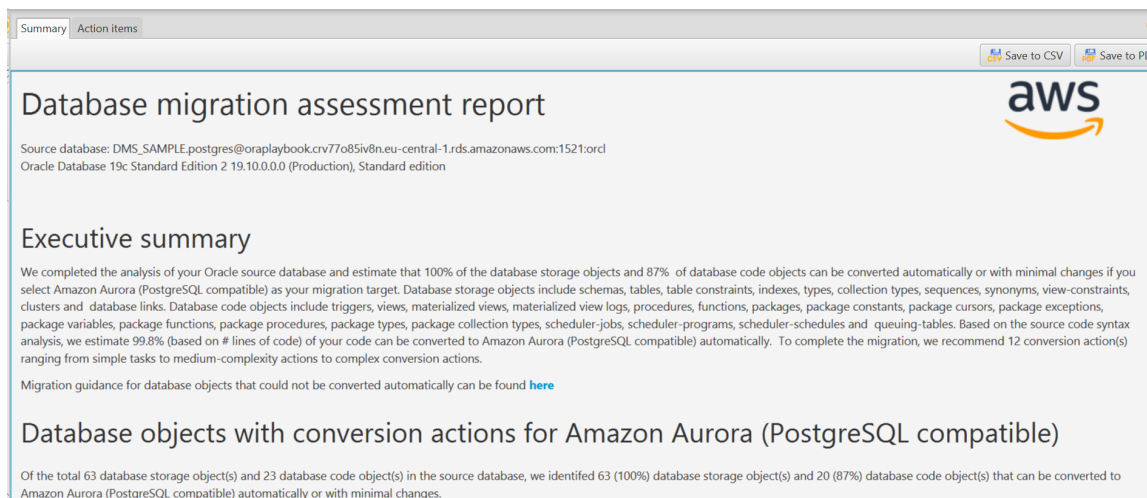 Summary Action items
CSV Save to CSV PDF Save to
Database migration assessment report
aws
Source database: DMS_SAMPLE.postgres@oraplaybook.crv77o85iv8n.eu-central-1.rds.amazonaws.com:1521:orcl
Oracle Database 19c Standard Edition 2 19.10.0.0.0 (Production), Standard edition
Executive summary
We completed the analysis of your Oracle source database and estimate that 100% of the database storage objects and 87% of database code objects can be converted automatically or with minimal changes if you
select Amazon Aurora (PostgreSQL compatible) as your migration target. Database storage objects include schemas, tables, table constraints, indexes, types, collection types, sequences, synonyms, view-constraints,
clusters and database links. Database code objects include triggers, views, materialized views, materialized view logs, procedures, functions, packages, package constants, package cursors, package exceptions,
package variables, package functions, package procedures, package types, package collection types, scheduler-jobs, scheduler-programs, scheduler-schedules and queuing-tables. Based on the source code syntax
analysis, we estimate 99.8% (based on # lines of code) of your code can be converted to Amazon Aurora (PostgreSQL compatible) automatically. To complete the migration, we recommend 12 conversion action(s)
ranging from simple tasks to medium-complexity actions to complex conversion actions.
Migration guidance for database objects that could not be converted automatically can be found here
Database objects with conversion actions for Amazon Aurora (PostgreSQL compatible)
Of the total 63 database storage object(s) and 23 database code object(s) in the source database, we identifed 63 (100%) database storage object(s) and 20 (87%) database code object(s) that can be converted to
Amazon Aurora (PostgreSQL compatible) automatically or with minimal changes.